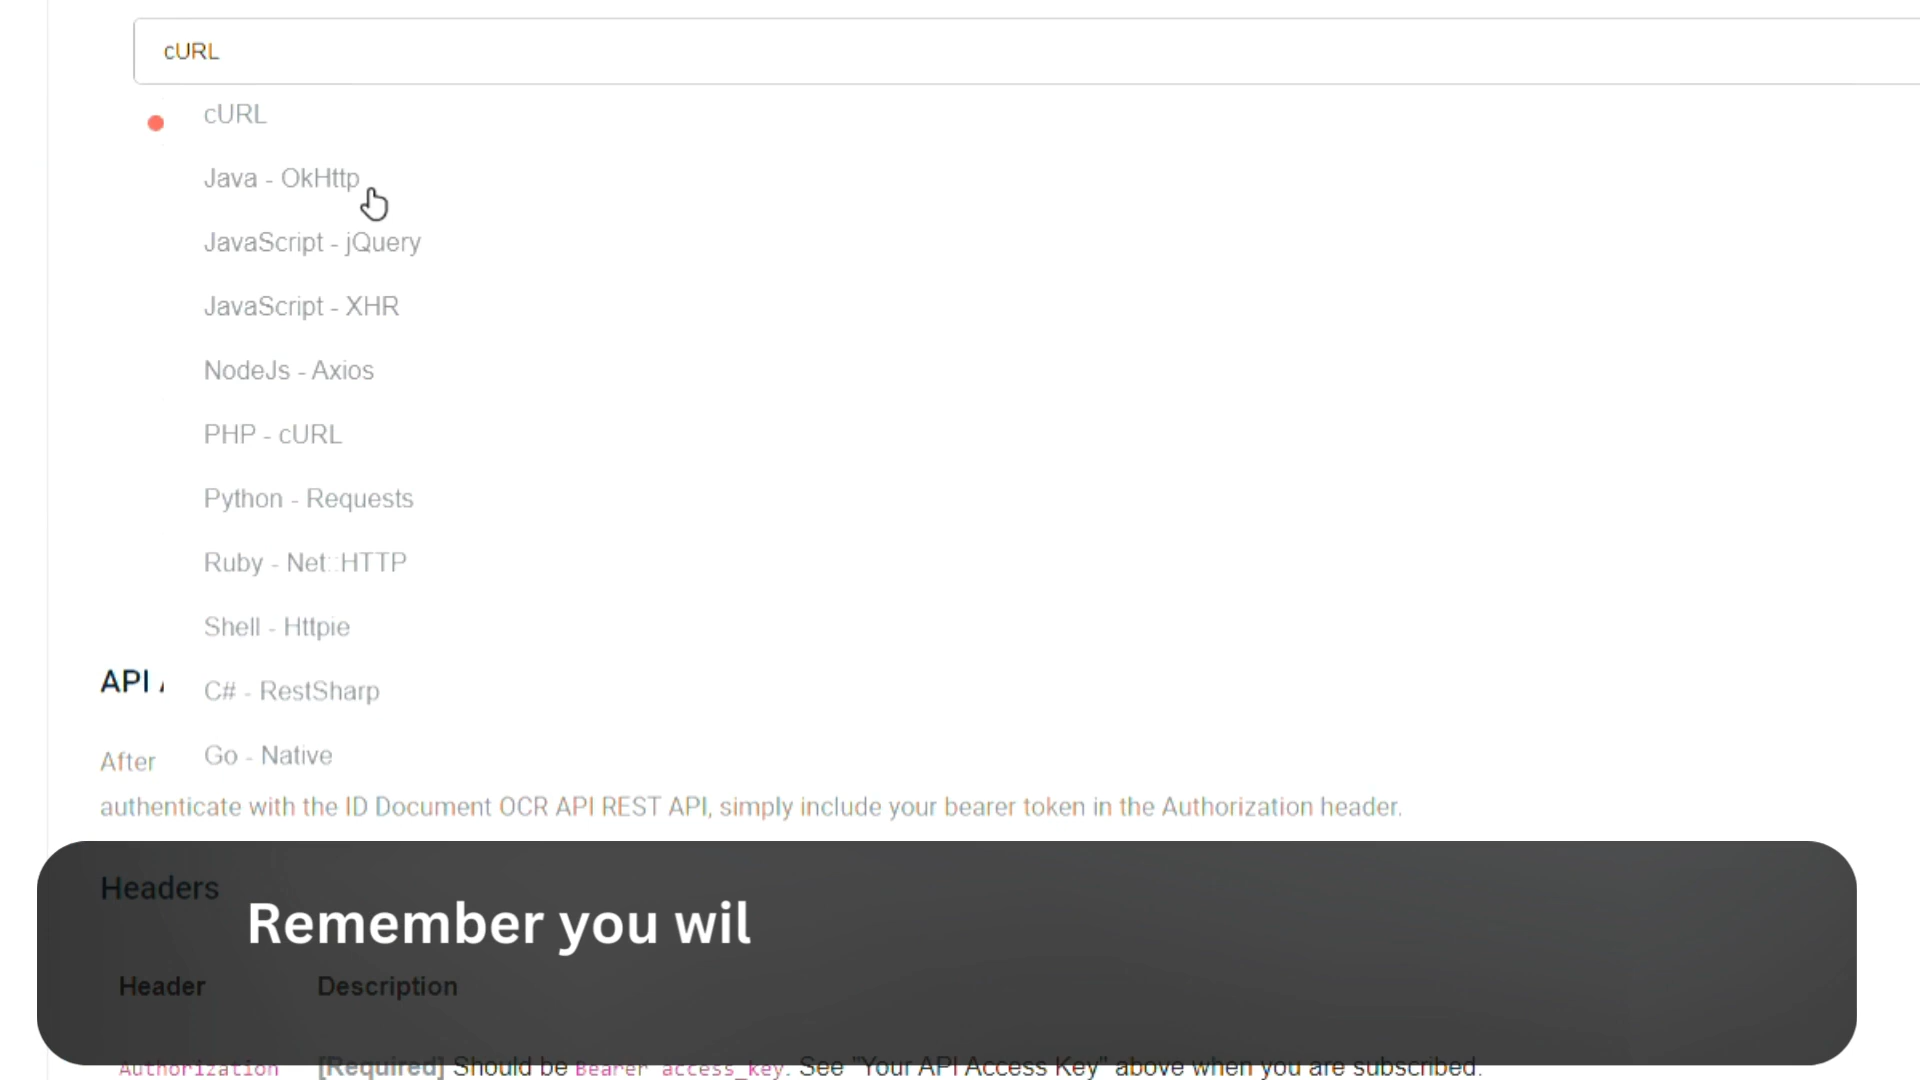 cURL
cURL
Java - OkHttp
JavaScript - jQuery
JavaScript - XHR
NodeJs - Axios
PHP - cURL
Python - Requests
Ruby - Net::HTTP
Shell - Httpie
C# - RestSharp
API
Go - Native
After
authenticate with the ID Document OCR API REST API, simply include your bearer token in the Authorization header.
Headers
Remember you wil
Header Description
Authorization [Required] Should be Bearer access_key. See "Your API Access Key" above when you are subscribed.